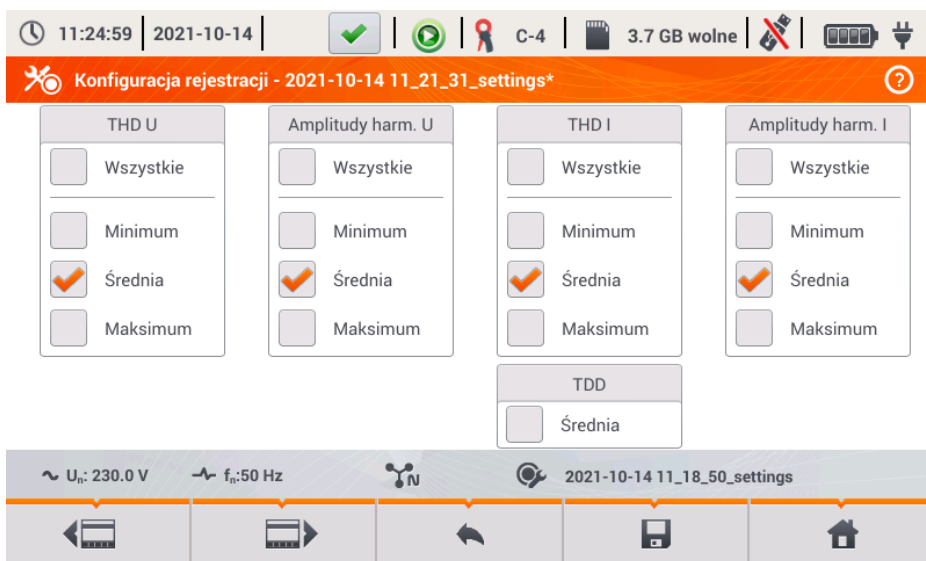 11:24:59 2021-10-14 C-4 3.7 GB wolne
Konfiguracja rejestracji - 2021-10-14 11_21_31_settings* ?
THD U Amplitudy harm. U THD I Amplitudy harm. I
Wszystkie Wszystkie Wszystkie Wszystkie
Minimum Minimum Minimum Minimum
Średnia Średnia Średnia Średnia
Maksimum Maksimum Maksimum Maksimum
TDD
Średnia
Uₙ: 230.0 V fₙ:50 Hz N 2021-10-14 11_18_50_settings